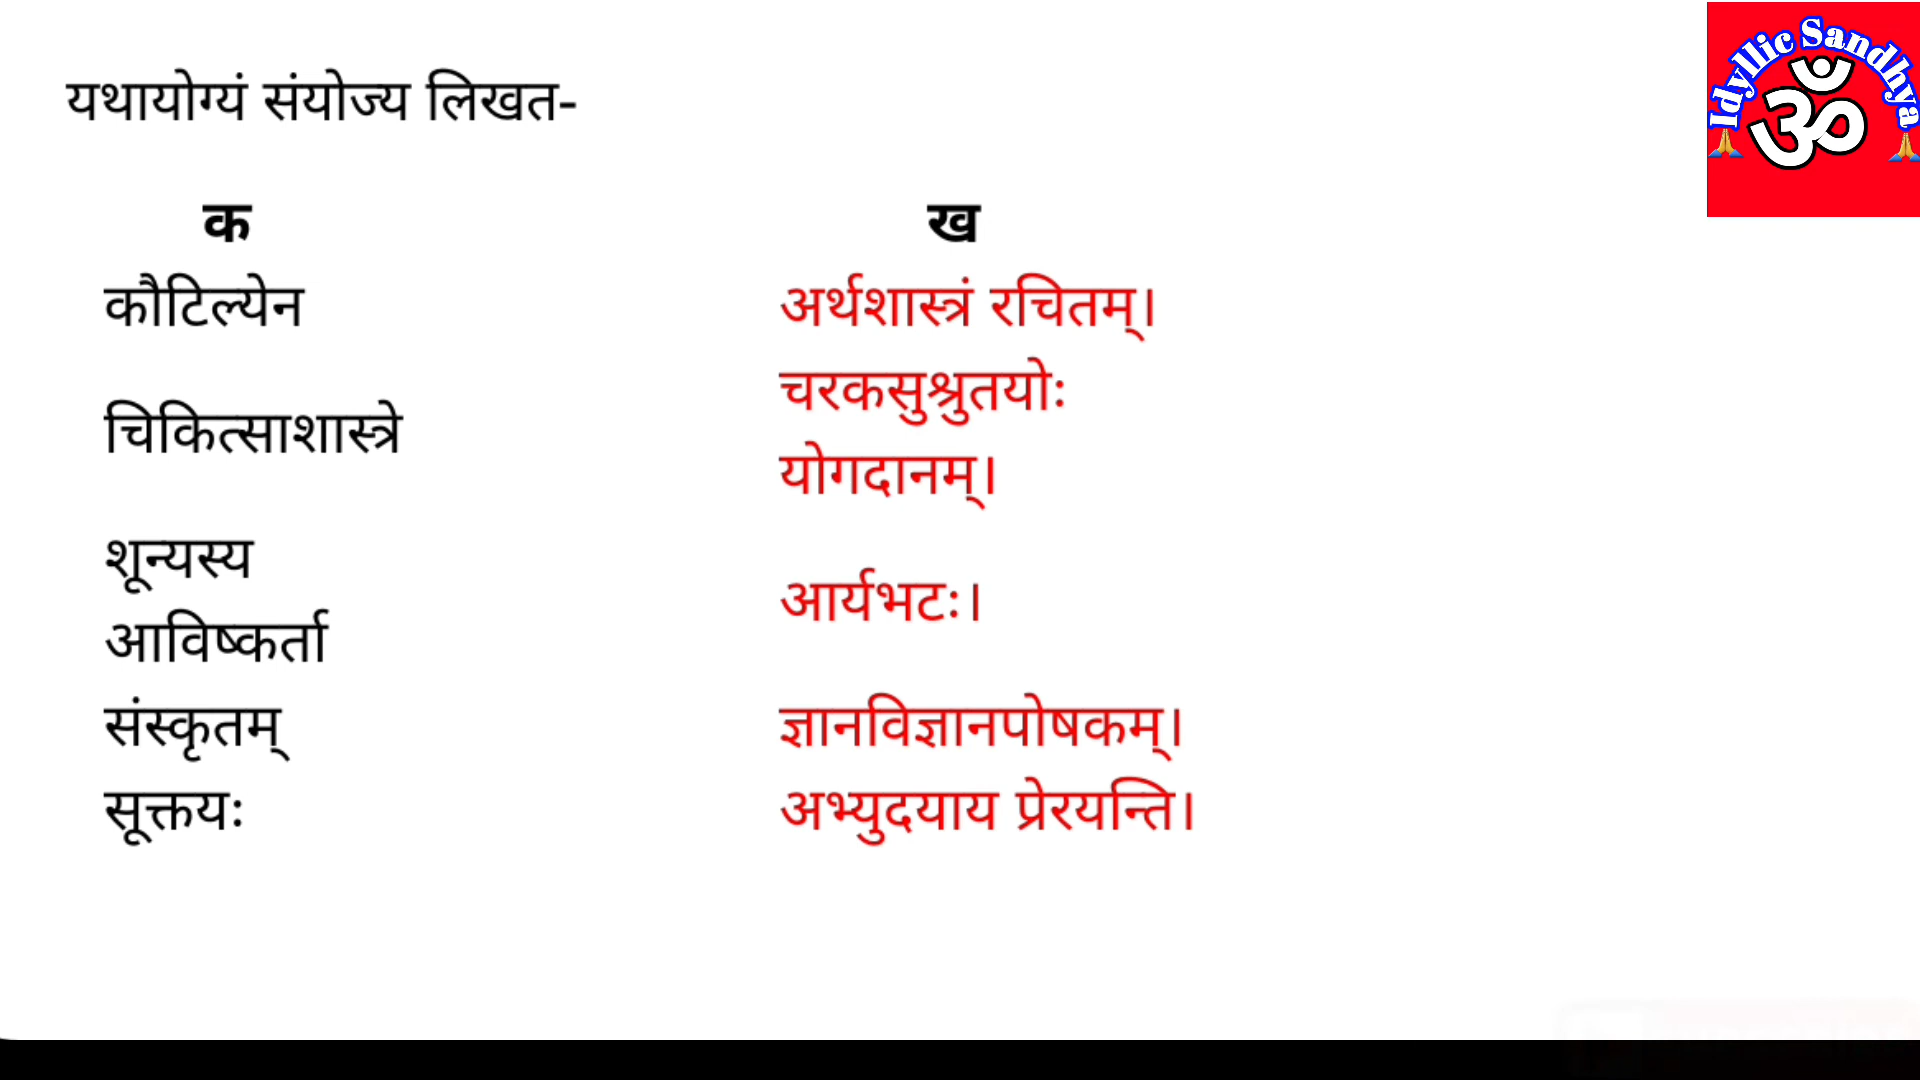 यथायोग्यं संयोज्य लिखत-
क ख
कौटिल्येन अर्थशास्त्रं रचितम्।
चिकित्साशास्त्रे चरकसुश्रुतयोः
योगदानम्।
शून्यस्य
आविष्कर्ता आर्यभटः।
संस्कृतम् ज्ञानविज्ञानपोषकम्।
सूक्तयः अभ्युदयाय प्रेरयन्ति।
Idyllic Sandhya
ॐ